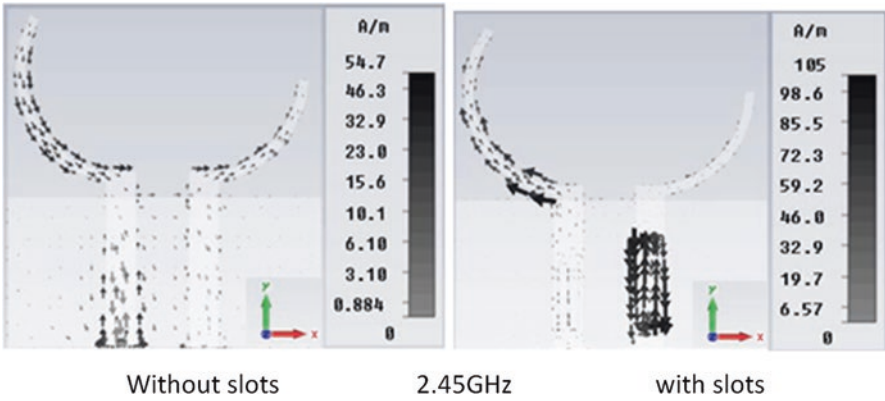 A/m
54.7
46.3
32.9
23.0
15.6
10.1
6.10
3.10
0.884
0
y
x
A/m
105
98.6
85.5
72.3
59.2
46.0
32.9
19.7
6.57
0
y
x
Without slots 2.45GHz with slots